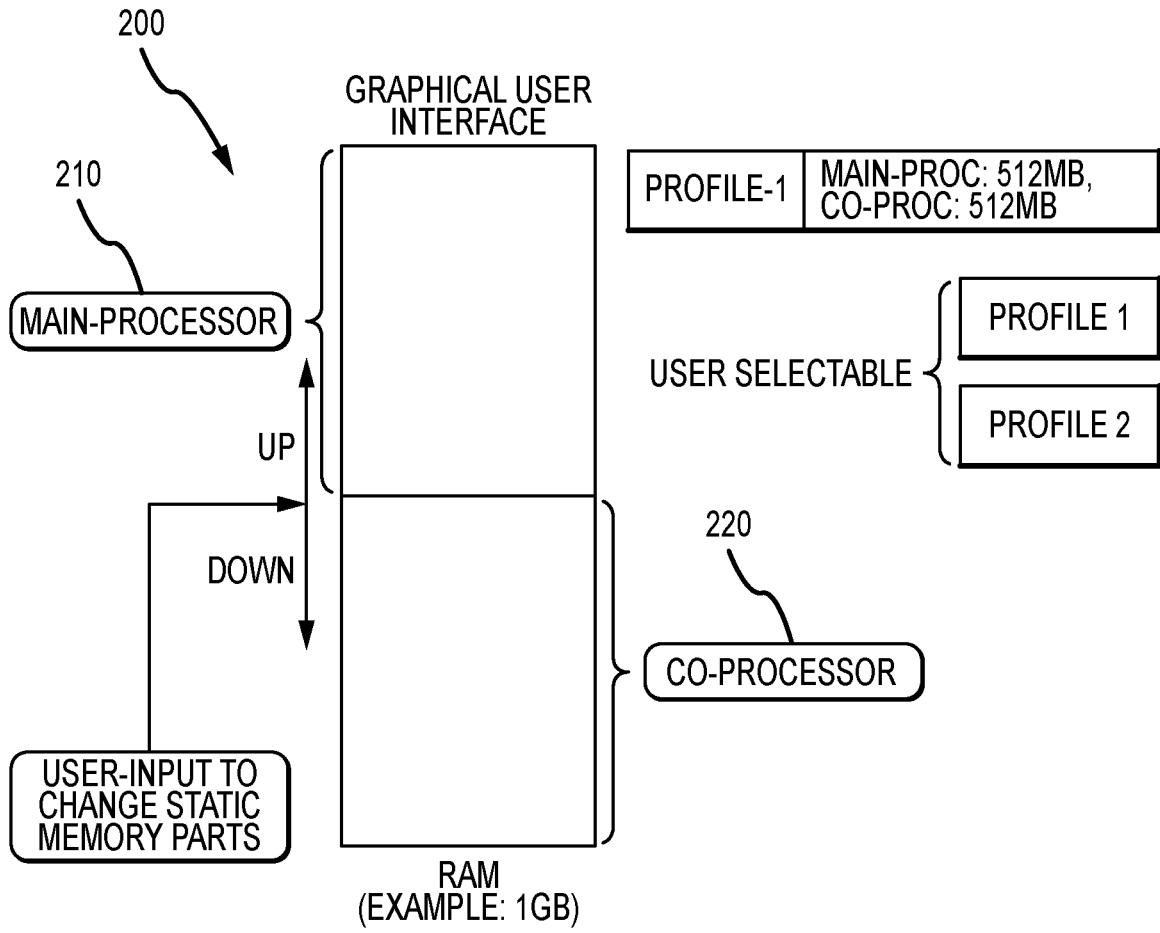 200
GRAPHICAL USER
INTERFACE
210
PROFILE-1
MAIN-PROC: 512MB,
CO-PROC: 512MB
MAIN-PROCESSOR
USER SELECTABLE
PROFILE 1
PROFILE 2
UP
DOWN
220
CO-PROCESSOR
USER-INPUT TO
CHANGE STATIC
MEMORY PARTS
RAM
(EXAMPLE: 1GB)